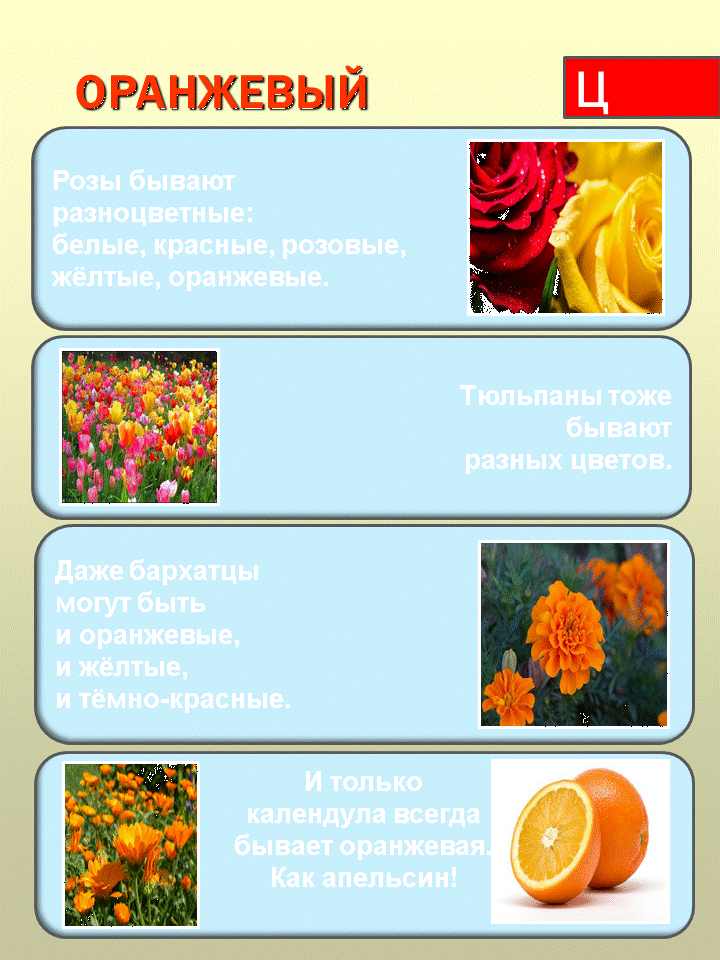 ОРАНЖЕВЫЙ
Ц
Розы бывают
разноцветные:
белые, красные, розовые,
жёлтые, оранжевые.
Тюльпаны тоже
бывают
разных цветов.
Даже бархатцы
могут быть
и оранжевые,
и жёлтые,
и тёмно-красные.
И только
календула всегда
бывает оранжевая.
Как апельсин!